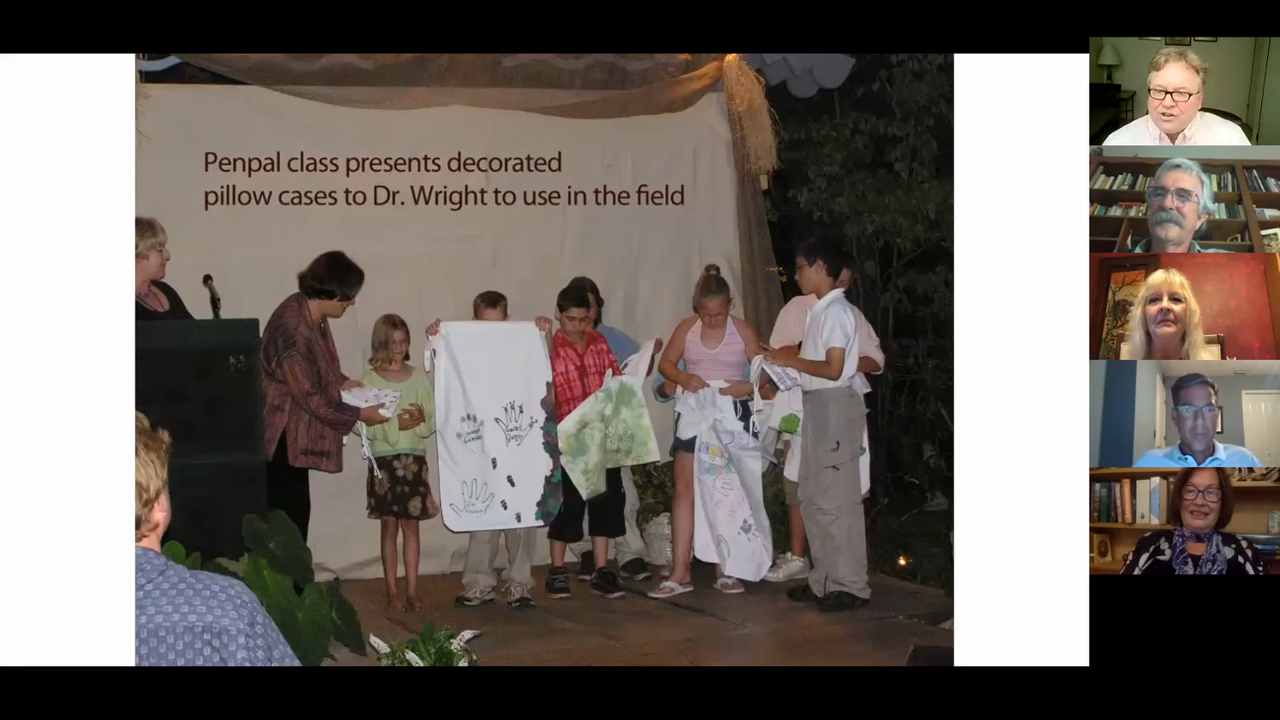 Penpal class presents decorated
pillow cases to Dr. Wright to use in the field